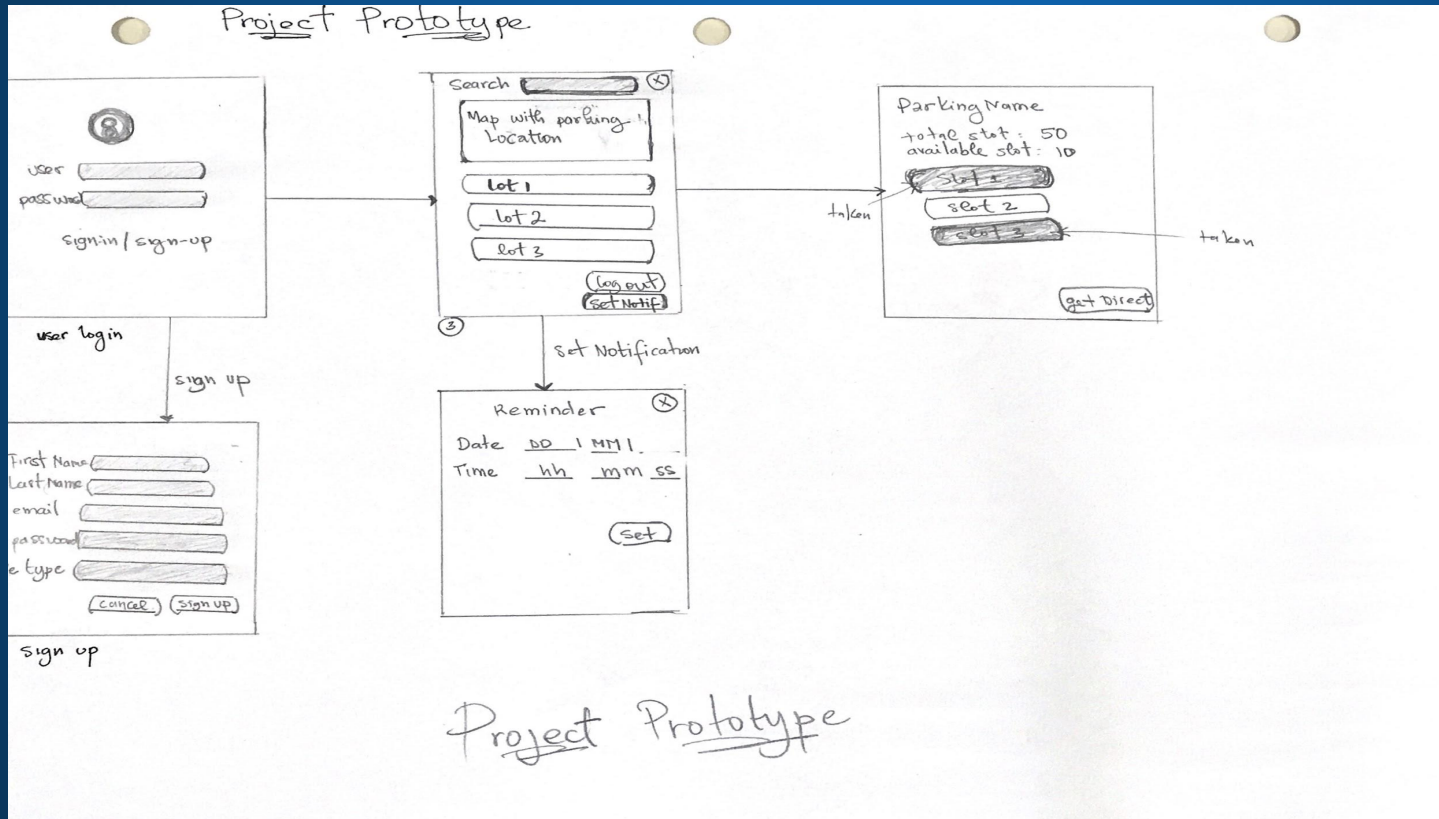 Project Prototype
user
password
signin / sign-up
user login
sign up
First Name
Last Name
email
password
e type
cancel
sign up
sign up
Search
X
Map with parking
Location
lot 1
lot 2
lot 3
log out
Set Notif
3
Set Notification
Reminder
X
Date DD / MM /
Time hh mm ss
set
Parking Name
total slot : 50
available slot : 10
slot 1
slot 2
slot 3
taken
taken
get Direct
Project Prototype